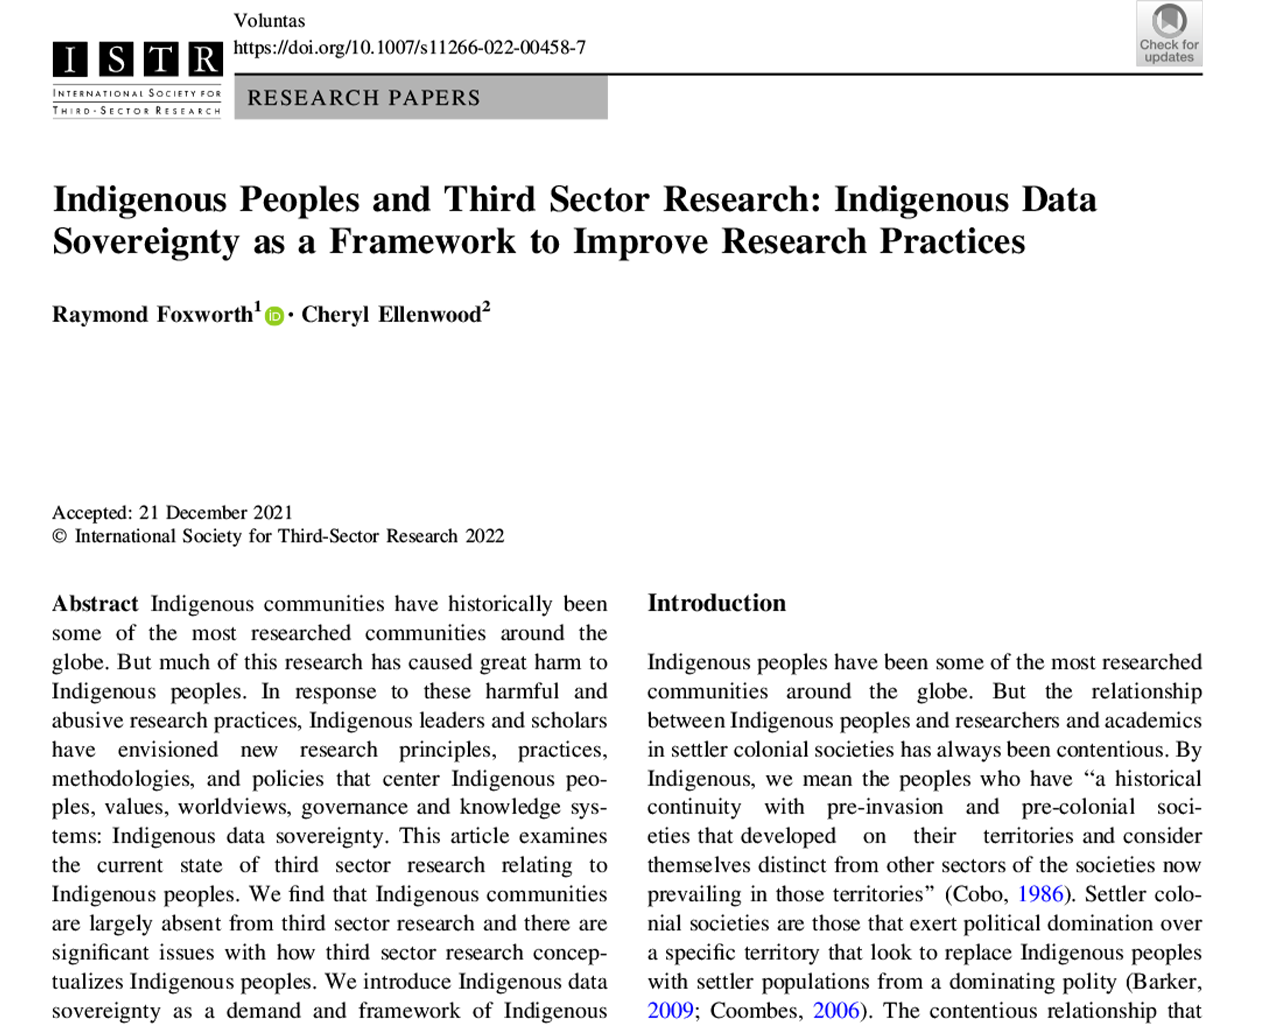 Voluntas
https://doi.org/10.1007/s11266-022-00458-7
Check for
updates
I S T R
INTERNATIONAL SOCIETY FOR
THIRD-SECTOR RESEARCH
RESEARCH PAPERS
Indigenous Peoples and Third Sector Research: Indigenous Data
Sovereignty as a Framework to Improve Research Practices
Raymond Foxworth1 iD · Cheryl Ellenwood2
Accepted: 21 December 2021
© International Society for Third-Sector Research 2022
Abstract Indigenous communities have historically been
some of the most researched communities around the
globe. But much of this research has caused great harm to
Indigenous peoples. In response to these harmful and
abusive research practices, Indigenous leaders and scholars
have envisioned new research principles, practices,
methodologies, and policies that center Indigenous peo-
ples, values, worldviews, governance and knowledge sys-
tems: Indigenous data sovereignty. This article examines
the current state of third sector research relating to
Indigenous peoples. We find that Indigenous communities
are largely absent from third sector research and there are
significant issues with how third sector research concep-
tualizes Indigenous peoples. We introduce Indigenous data
sovereignty as a demand and framework of Indigenous
Introduction
Indigenous peoples have been some of the most researched
communities around the globe. But the relationship
between Indigenous peoples and researchers and academics
in settler colonial societies has always been contentious. By
Indigenous, we mean the peoples who have “a historical
continuity with pre-invasion and pre-colonial soci-
eties that developed on their territories and consider
themselves distinct from other sectors of the societies now
prevailing in those territories” (Cobo, 1986). Settler colo-
nial societies are those that exert political domination over
a specific territory that look to replace Indigenous peoples
with settler populations from a dominating polity (Barker,
2009; Coombes, 2006). The contentious relationship that